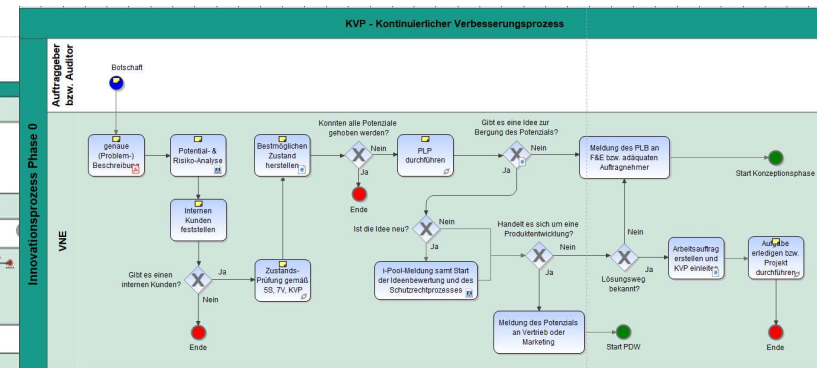 KVP - Kontinuierlicher Verbesserungsprozess
Innovationsprozess Phase 0
Auftraggeber
bzw. Auditor
Botschaft
VNE
genaue
(Problem-)
Beschreibung
Potential- &
Risiko-Analyse
Internen
Kunden
feststellen
Gibt es einen
internen Kunden?
Ja
Nein
Ende
Zustands-
Prüfung gemäß
5S, 7V, KVP
Bestmöglichen
Zustand
herstellen
Konnten alle Potenziale
gehoben werden?
Nein
Ja
Ende
PLP
durchführen
Gibt es eine Idee zur
Bergung des Potenzials?
Nein
Ja
Meldung des PLB an
F&E bzw. adäquaten
Auftragnehmer
Start Konzeptionsphase
Ist die Idee neu?
Nein
Ja
i-Pool-Meldung samt Start
der Ideenbewertung und des
Schutzrechtprozesses
Handelt es sich um eine
Produktentwicklung?
Nein
Ja
Meldung des Potenzials
an Vertrieb oder
Marketing
Start PDW
Nein
Ja
Lösungsweg
bekannt?
Arbeitsauftrag
erstellen und
KVP einleiten
Aufgabe
erledigen bzw.
Projekt
durchführen
Ende